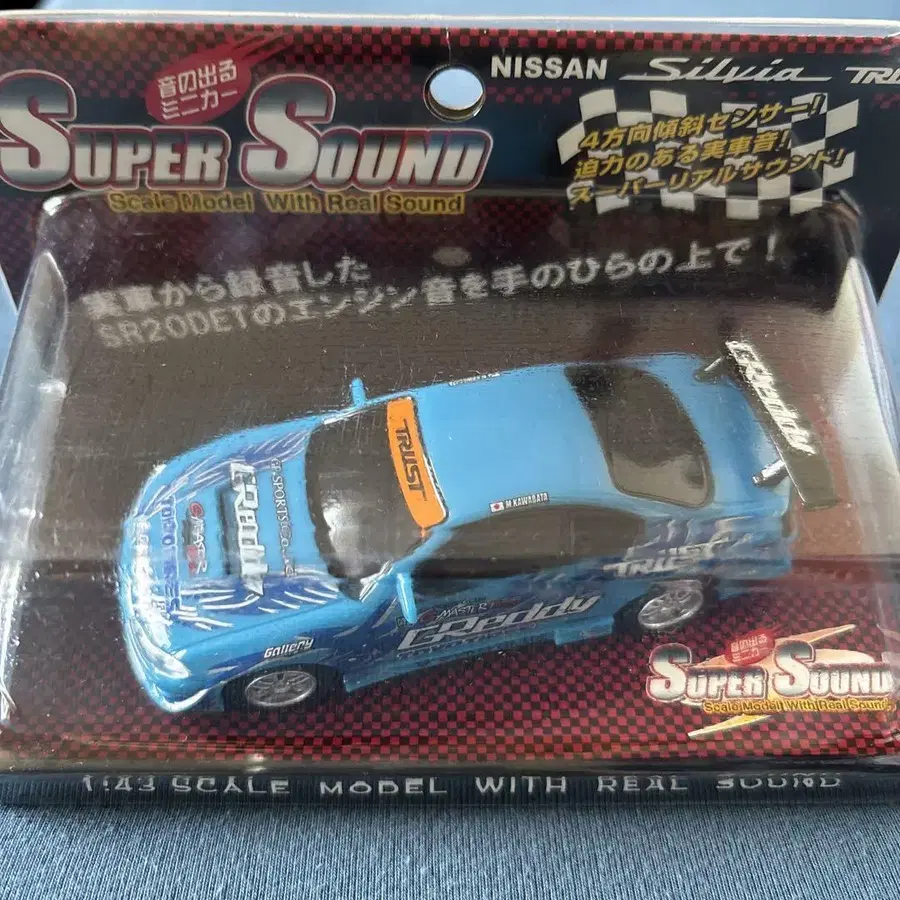 音の出る
ミニカー
SUPER SOUND
Scale Model With Real Sound
NISSAN Silvia
4方向傾斜センサー!
迫力のある実車音!
スーパーリアルサウンド!
実車から録音した
SR20DETのエンジン音を手のひらの上で!
GReddy
TRUST
M.KAWABATA
GReddy
TRUST
MASTER
GReddy
Gallery
音の出る
ミニカー
SUPER SOUND
Scale Model With Real Sound
1:43 SCALE MODEL WITH REAL SOUND